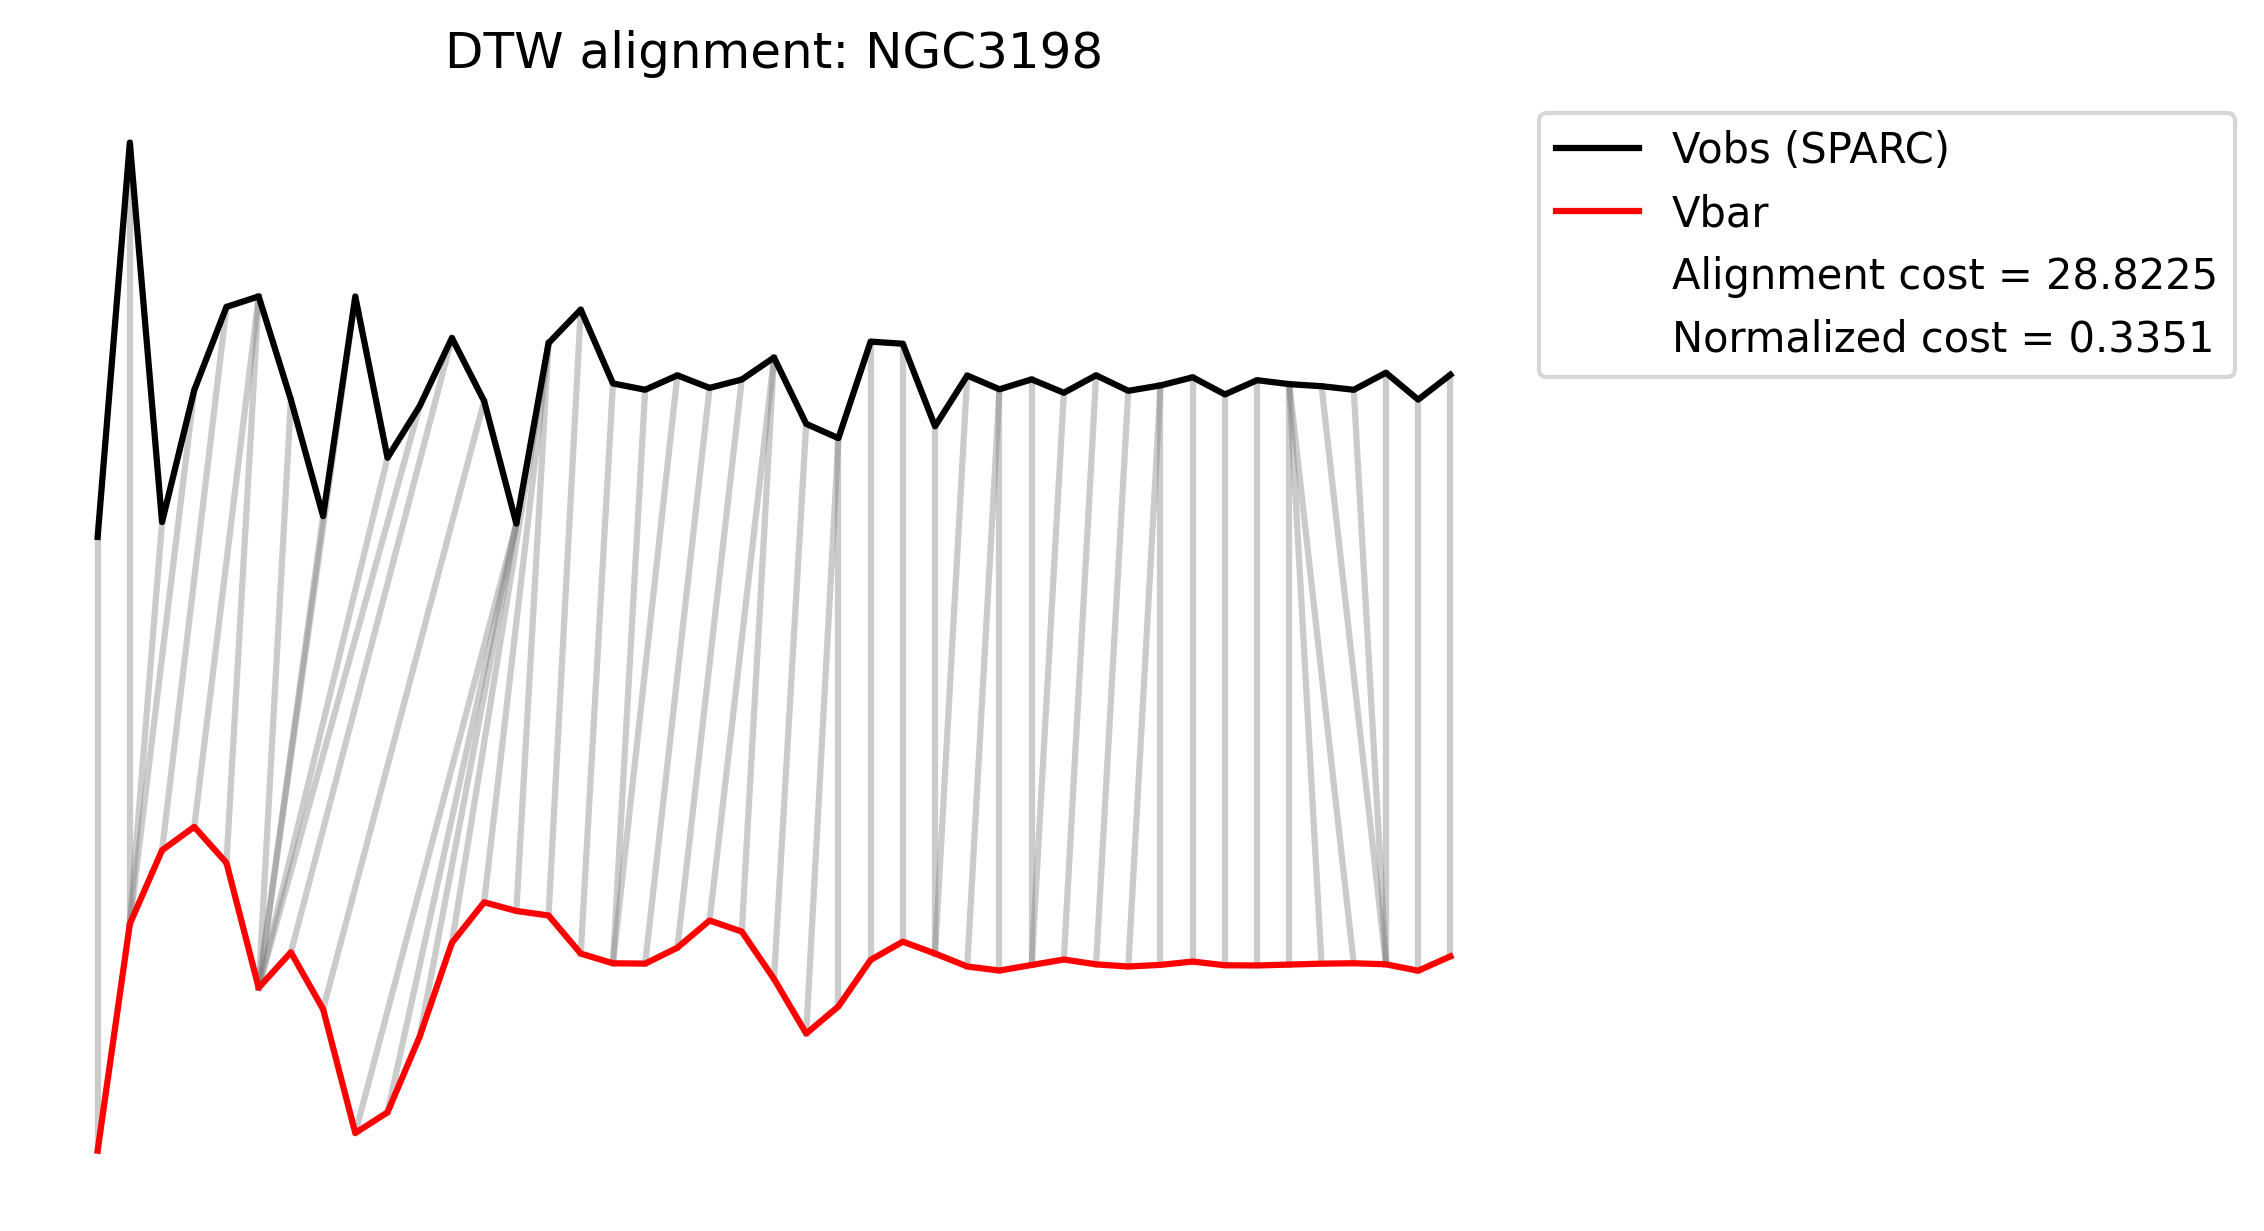 DTW alignment: NGC3198
Vobs (SPARC)
Vbar
Alignment cost = 28.8225
Normalized cost = 0.3351